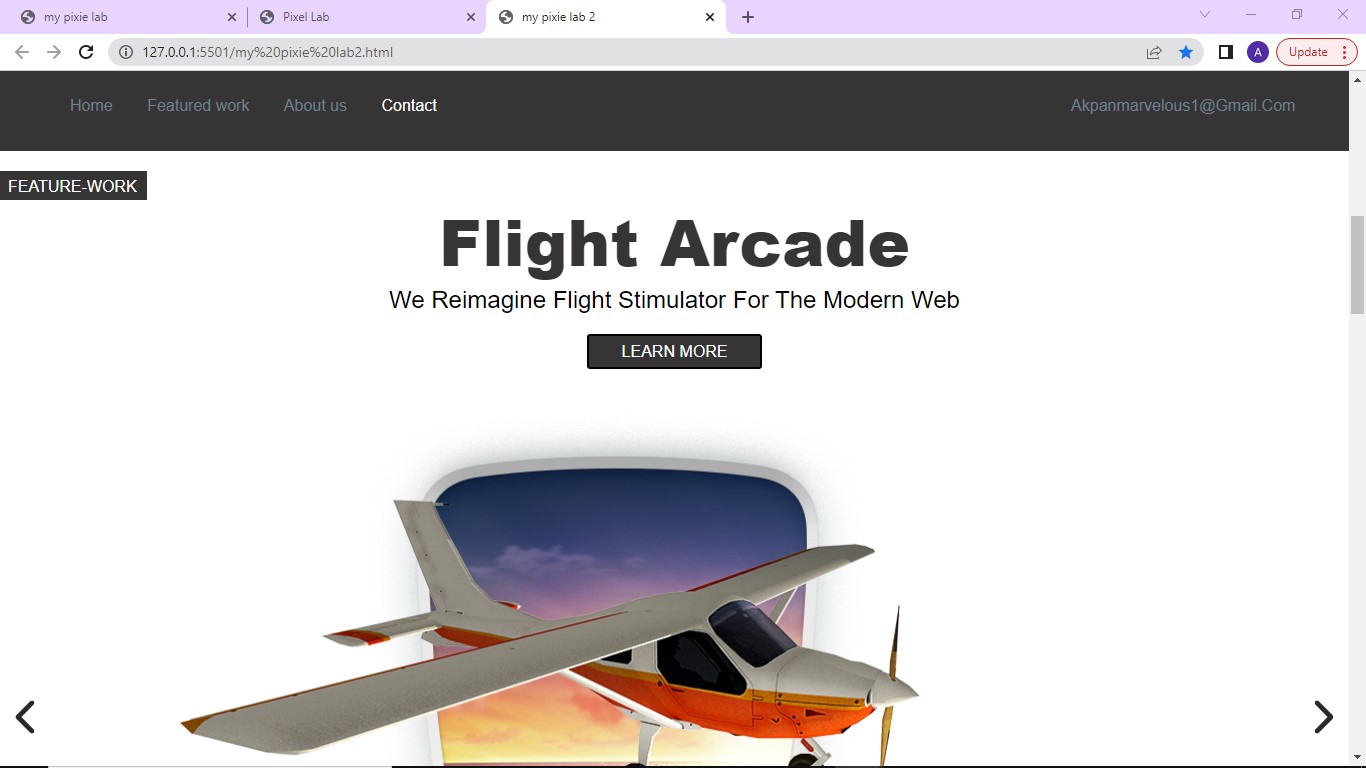 my pixie lab
Pixel Lab
my pixie lab 2
127.0.0.1:5501/my%20pixie%20lab2.html
A
Update
Home
Featured work
About us
Contact
Akpanmarvelous1@Gmail.Com
FEATURE-WORK
Flight Arcade
We Reimagine Flight Stimulator For The Modern Web
LEARN MORE